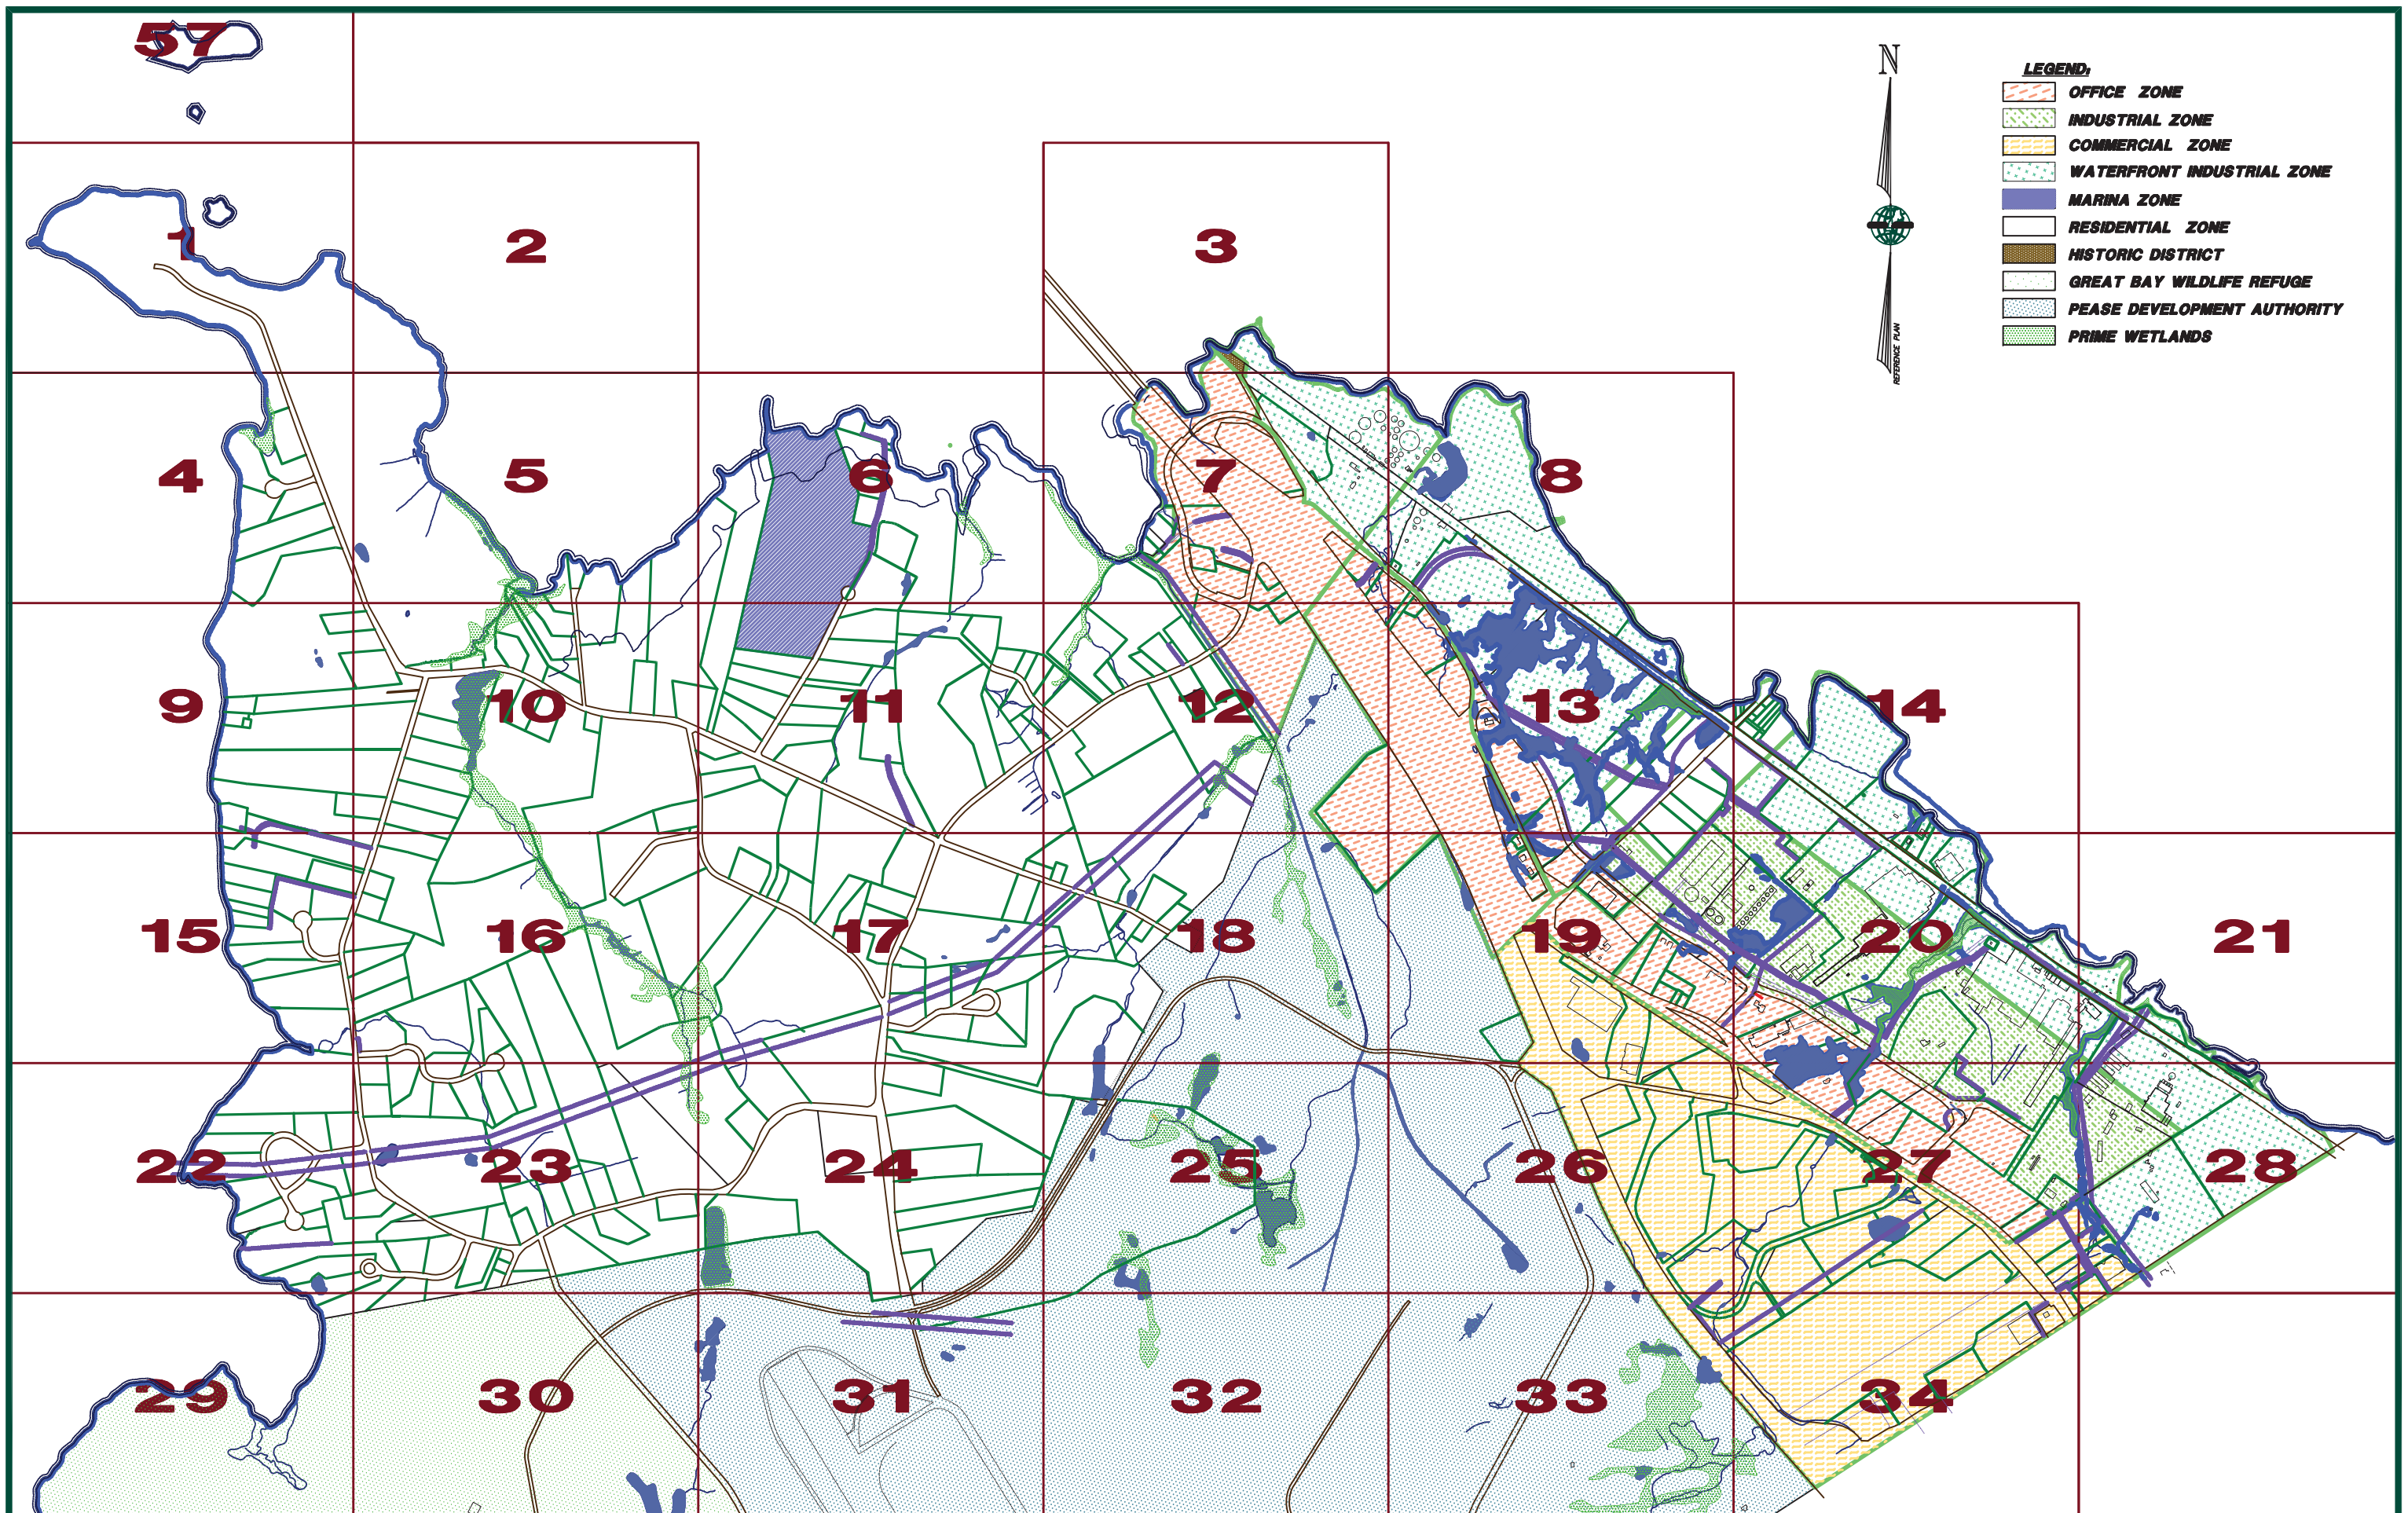 57
N
LEGEND:
OFFICE ZONE
INDUSTRIAL ZONE
COMMERCIAL ZONE
WATERFRONT INDUSTRIAL ZONE
MARINA ZONE
RESIDENTIAL ZONE
HISTORIC DISTRICT
GREAT BAY WILDLIFE REFUGE
PEASE DEVELOPMENT AUTHORITY
PRIME WETLANDS
REFERENCE PLAN
1
2
3
4
5
6
7
8
9
10
11
12
13
14
15
16
17
18
19
20
21
22
23
24
25
26
27
28
29
30
31
32
33
34